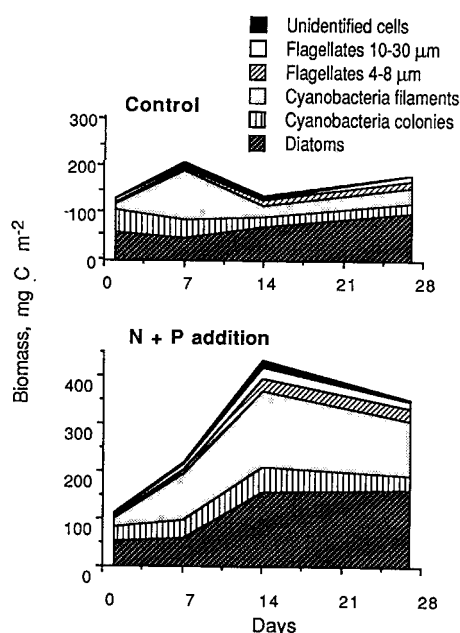 Unidentified cells
Flagellates 10-30 µm
Flagellates 4-8 µm
Cyanobacteria filaments
Cyanobacteria colonies
Diatoms
Control
300
200
100
0
0 7 14 21 28
Biomass, mg C m-2
N + P addition
400
300
200
100
0
0 7 14 21 28
Days